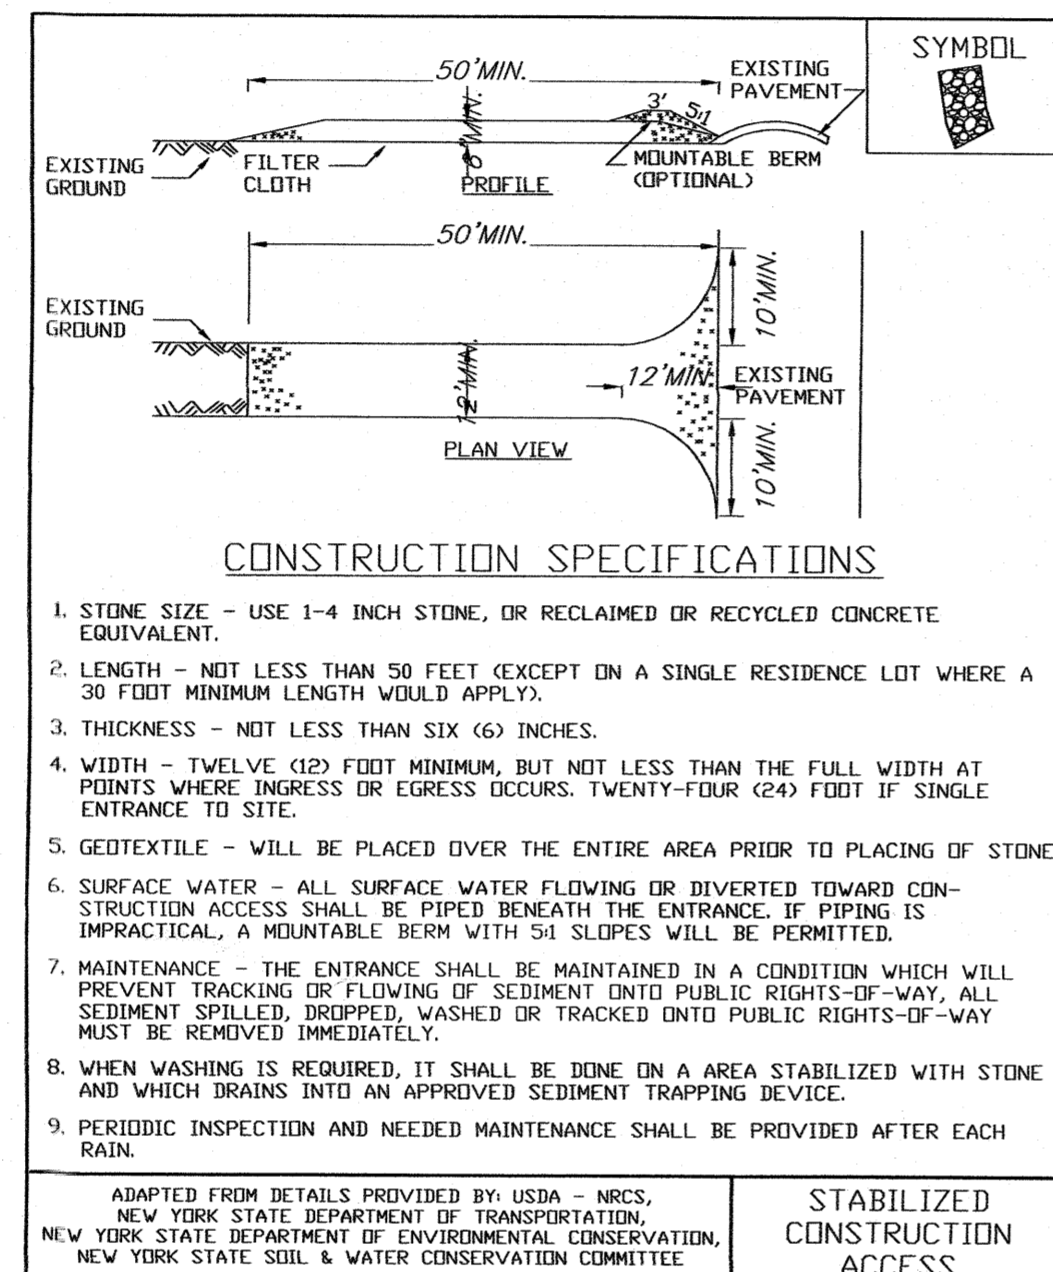 SYMBOL
50'MIN.
EXISTING
PAVEMENT
3'
5:1
EXISTING
GROUND
FILTER
CLOTH
6"MIN.
PROFILE
MOUNTABLE BERM
(OPTIONAL)
50'MIN.
10'MIN.
EXISTING
GROUND
12'MIN.
12'MIN.
EXISTING
PAVEMENT
10'MIN.
PLAN VIEW
CONSTRUCTION SPECIFICATIONS
1. STONE SIZE - USE 1-4 INCH STONE, OR RECLAIMED OR RECYCLED CONCRETE
EQUIVALENT.
2. LENGTH - NOT LESS THAN 50 FEET (EXCEPT ON A SINGLE RESIDENCE LOT WHERE A
30 FOOT MINIMUM LENGTH WOULD APPLY).
3. THICKNESS - NOT LESS THAN SIX (6) INCHES.
4. WIDTH - TWELVE (12) FOOT MINIMUM, BUT NOT LESS THAN THE FULL WIDTH AT
POINTS WHERE INGRESS OR EGRESS OCCURS. TWENTY-FOUR (24) FOOT IF SINGLE
ENTRANCE TO SITE.
5. GEOTEXTILE - WILL BE PLACED OVER THE ENTIRE AREA PRIOR TO PLACING OF STONE
6. SURFACE WATER - ALL SURFACE WATER FLOWING OR DIVERTED TOWARD CON-
STRUCTION ACCESS SHALL BE PIPED BENEATH THE ENTRANCE. IF PIPING IS
IMPRACTICAL, A MOUNTABLE BERM WITH 5:1 SLOPES WILL BE PERMITTED.
7. MAINTENANCE - THE ENTRANCE SHALL BE MAINTAINED IN A CONDITION WHICH WILL
PREVENT TRACKING OR FLOWING OF SEDIMENT ONTO PUBLIC RIGHTS-OF-WAY, ALL
SEDIMENT SPILLED, DROPPED, WASHED OR TRACKED ONTO PUBLIC RIGHTS-OF-WAY
MUST BE REMOVED IMMEDIATELY.
8. WHEN WASHING IS REQUIRED, IT SHALL BE DONE ON A AREA STABILIZED WITH STONE
AND WHICH DRAINS INTO AN APPROVED SEDIMENT TRAPPING DEVICE.
9. PERIODIC INSPECTION AND NEEDED MAINTENANCE SHALL BE PROVIDED AFTER EACH
RAIN.
ADAPTED FROM DETAILS PROVIDED BY: USDA - NRCS,
NEW YORK STATE DEPARTMENT OF TRANSPORTATION,
NEW YORK STATE DEPARTMENT OF ENVIRONMENTAL CONSERVATION,
NEW YORK STATE SOIL & WATER CONSERVATION COMMITTEE
STABILIZED
CONSTRUCTION
ACCESS